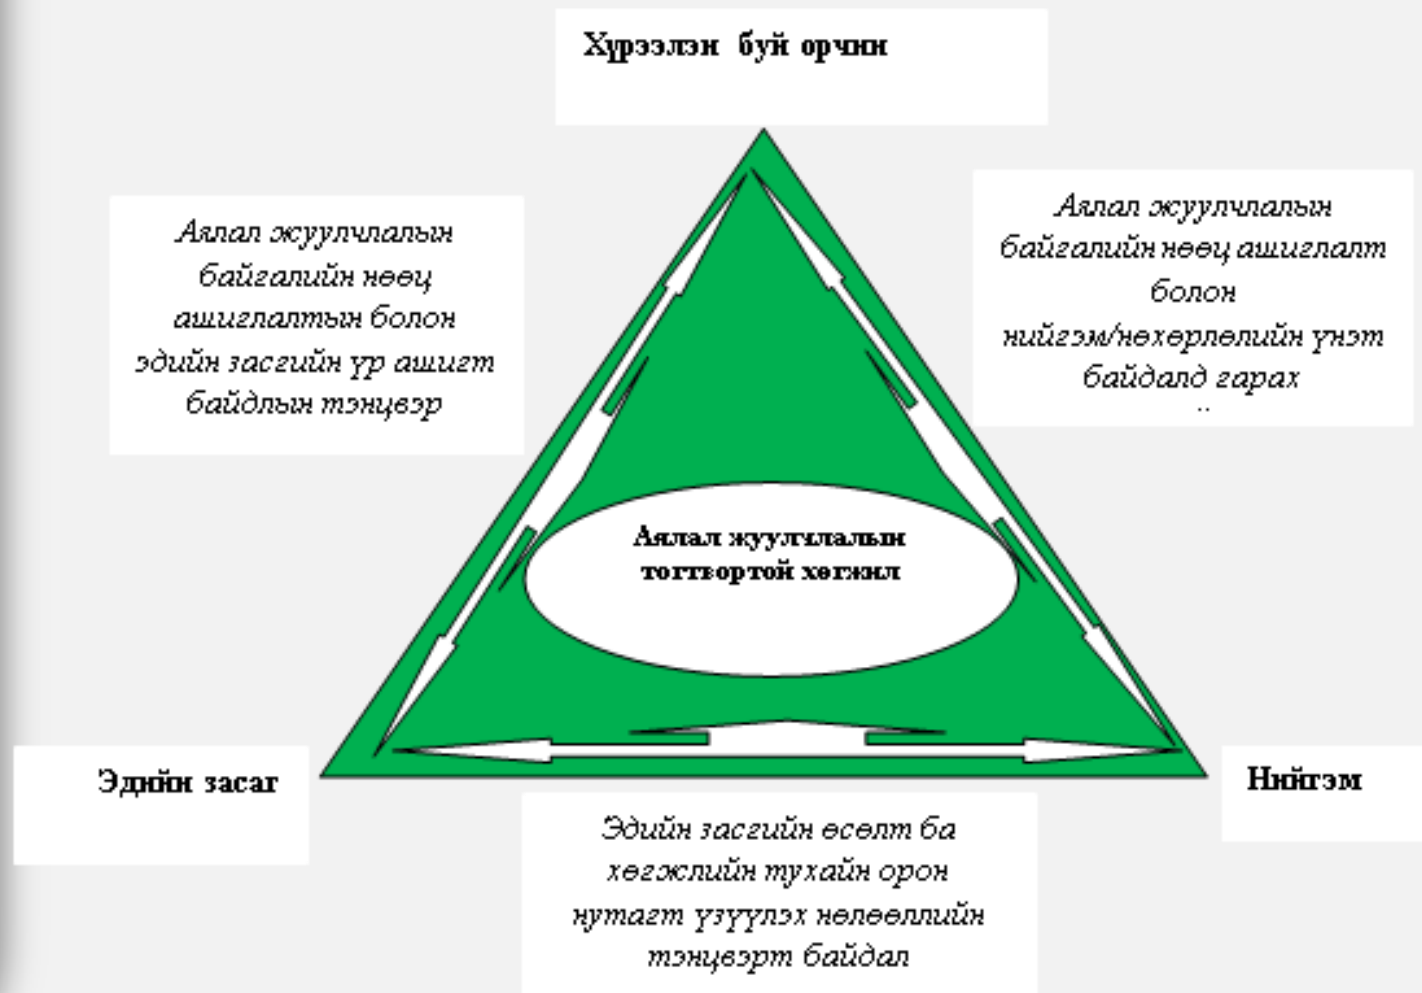 Хүрээлэн буй орчин
Аялал жуулчлалын
байгалийн нөөц
ашиглалтын болон
эдийн засгийн үр ашигт
байдлын тэнцвэр
Аялал жуулчлалын
байгалийн нөөц ашиглалт
болон
нийгэм/нөхөрлөлийн үнэт
байдалд гарах
Аялал жуулчлалын
тогтвортой хөгжил
Эдийн засаг
Нийгэм
Эдийн засгийн өсөлт ба
хөгжлийн тухайн орон
нутагт үзүүлэх нөлөөллийн
тэнцвэрт байдал